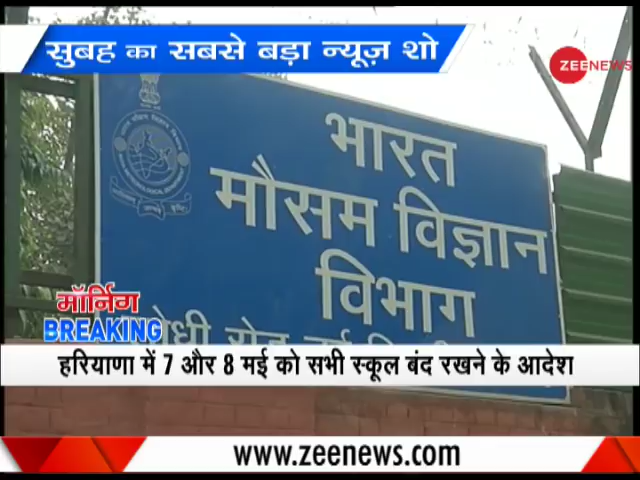 सुबह का सबसे बड़ा न्यूज़ शो
ZEENEWS
भारत
मौसम विज्ञान
विभाग
मॉर्निंग
BREAKING
हरियाणा में 7 और 8 मई को सभी स्कूल बंद रखने के आदेश
www.zeenews.com